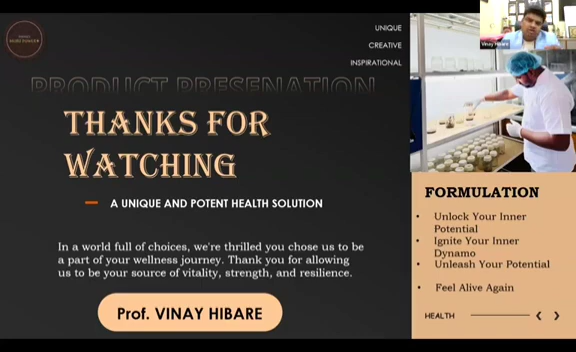 UNIQUE
CREATIVE
INSPIRATIONAL
PRODUCT PRESENATION
THANKS FOR
WATCHING
A UNIQUE AND POTENT HEALTH SOLUTION
In a world full of choices, we're thrilled you chose us to be
a part of your wellness journey. Thank you for allowing
us to be your source of vitality, strength, and resilience.
Prof. VINAY HIBARE
Vinay Hibare
FORMULATION
• Unlock Your Inner
Potential
• Ignite Your Inner
Dynamo
• Unleash Your Potential
• Feel Alive Again
HEALTH